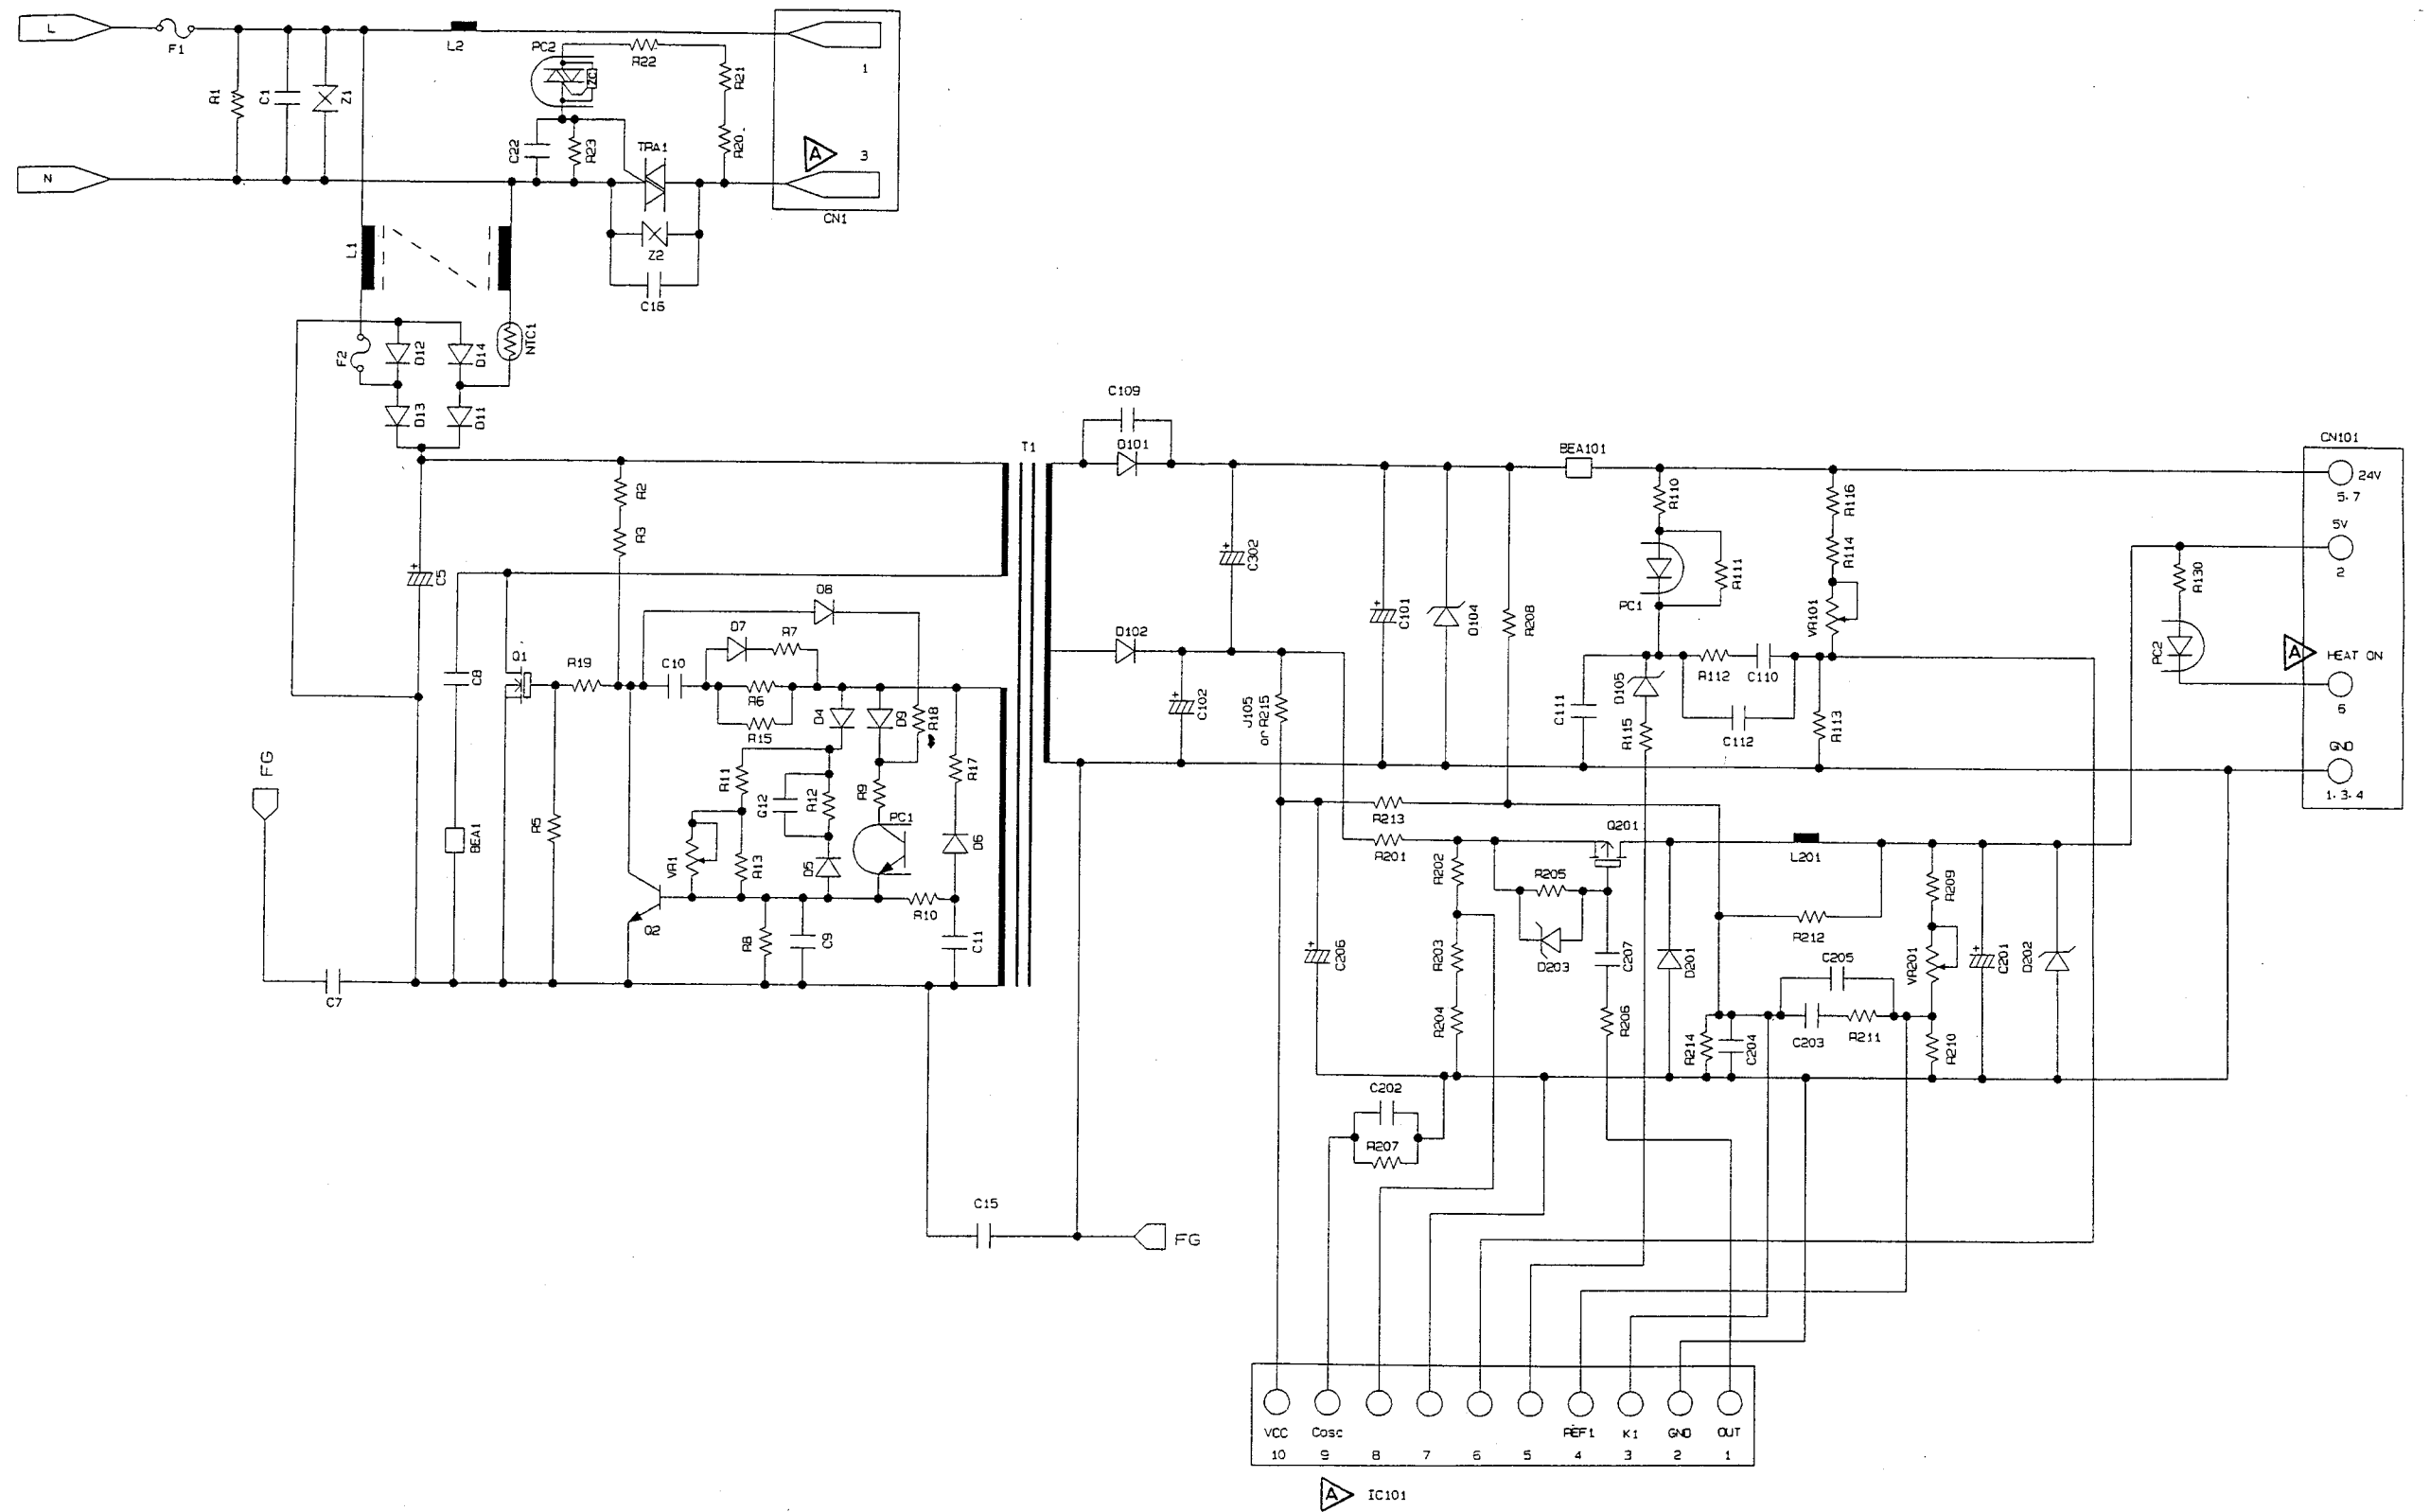 L
F1
L2
PC2
R22
ZC
R21
1
R1
C1
Z1
C22
R23
TRA1
R20
A
3
N
CN1
Z2
C16
L1
F2
D12
D14
NTC1
D13
D11
C109
D101
T1
BEA101
CN101
24V
5.7
5V
2
R2
R3
C5
C302
C101
D104
R208
R110
R111
PC1
R116
R114
VR101
R130
PC2
A
HEAT ON
6
GND
1.3.4
D8
D7
R7
D102
Q1
R19
C10
R6
R15
D4
D9
R18
C8
C102
J105
or R215
C111
D105
R115
R112
C110
C112
R113
FG
R11
C12
R12
R9
R17
PC1
D6
R5
BEA1
VR1
R13
D5
R10
Q2
R8
C9
C11
C7
R213
R201
Q201
L201
R202
R205
R209
R212
C206
R203
D203
C207
D201
C205
VR201
C201
D202
R204
R206
R214
C204
C203
R211
R210
C202
R207
C15
FG
VCC
Cosc
REF1
K1
GND
OUT
10
9
8
7
6
5
4
3
2
1
A
IC101